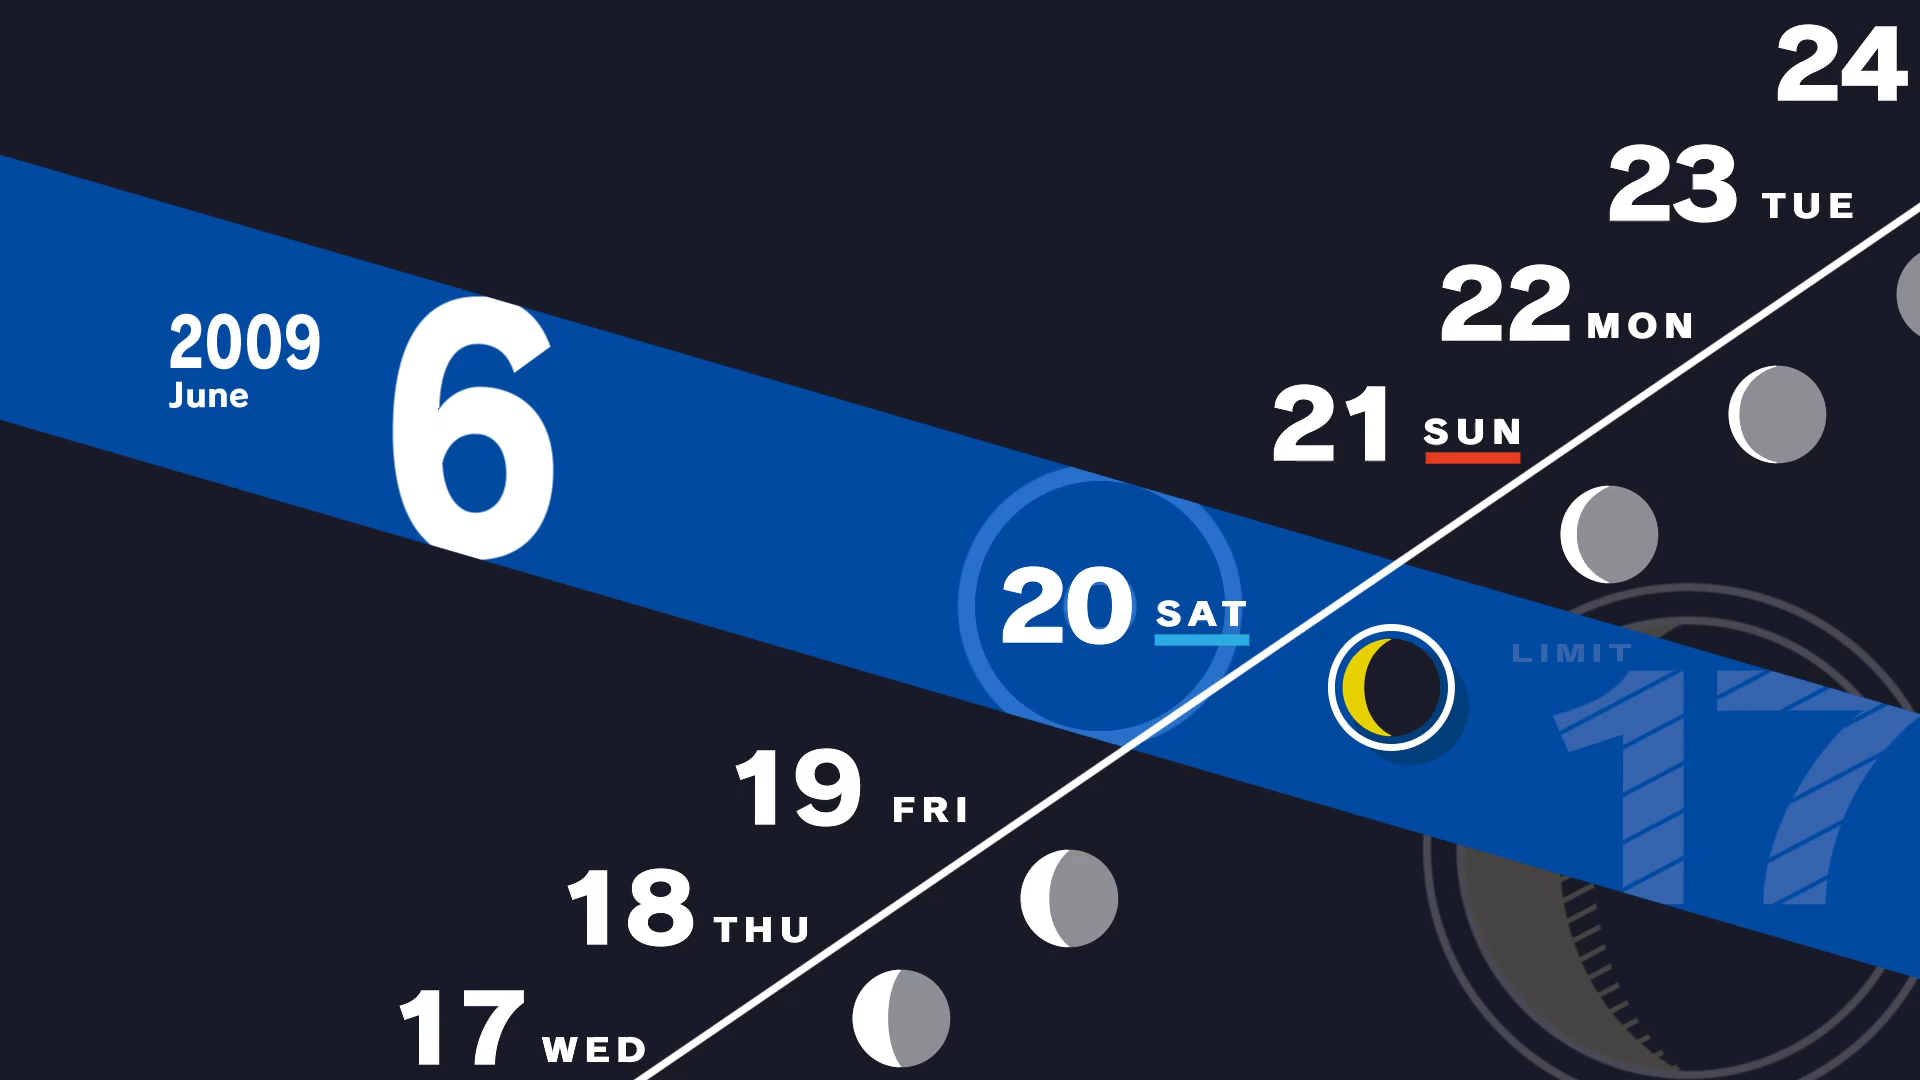 24
23 TUE
22 MON
21 SUN
2009
June
6
20 SAT
LIMIT
17
19 FRI
18 THU
17 WED